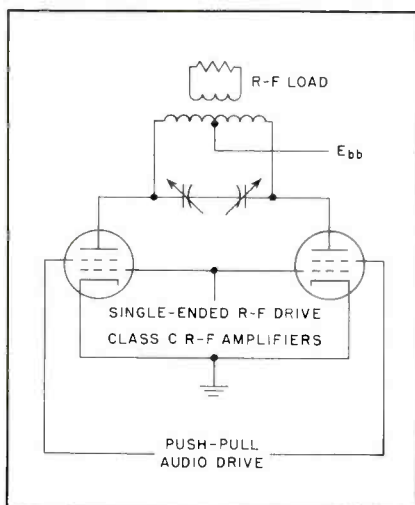 R-F LOAD
Ebb
SINGLE-ENDED R-F DRIVE
CLASS C R-F AMPLIFIERS
PUSH-PULL
AUDIO DRIVE